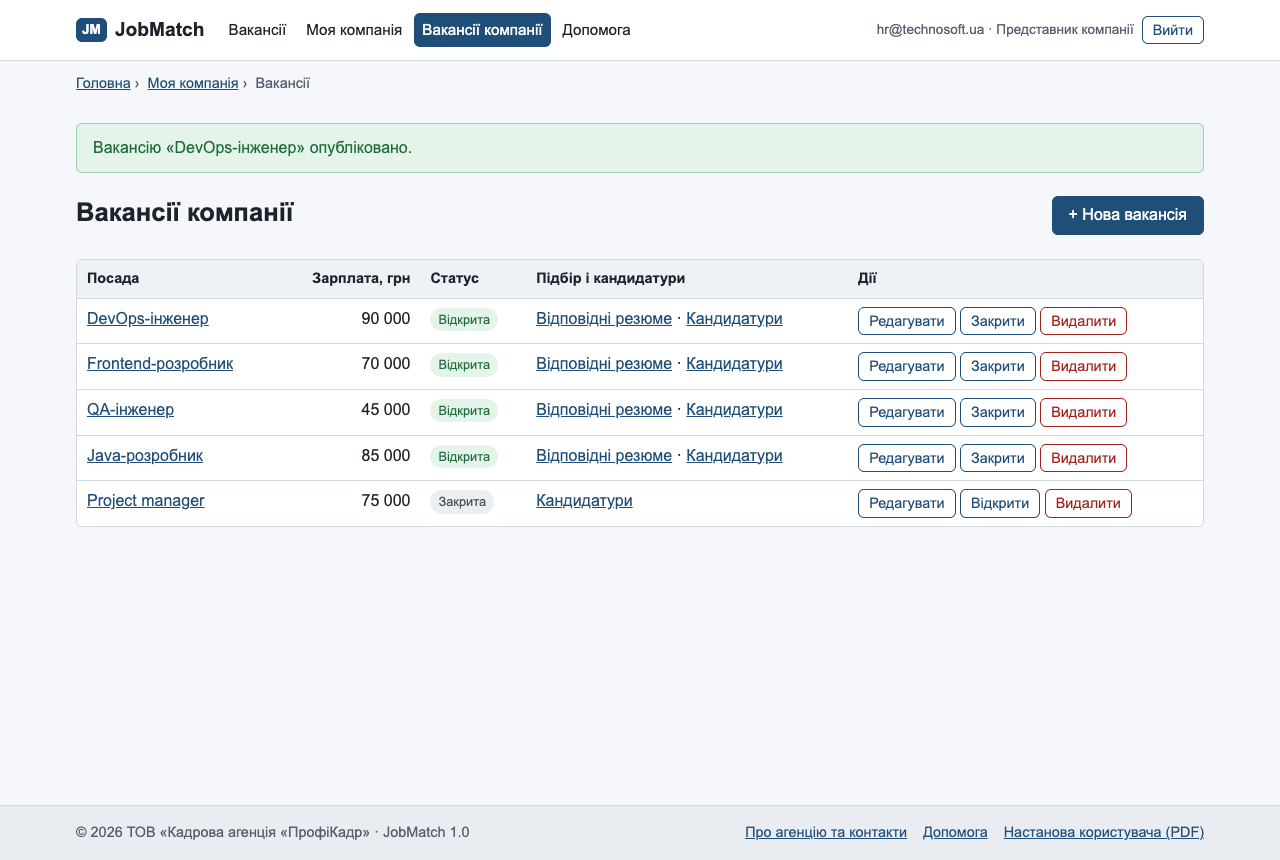 JM JobMatch Вакансії Моя компанія Вакансії компанії Допомога hr@technosoft.ua · Представник компанії Вийти
Головна › Моя компанія › Вакансії
Вакансію «DevOps-інженер» опубліковано.
Вакансії компанії
+ Нова вакансія
Посада Зарплата, грн Статус Підбір і кандидатури Дії
DevOps-інженер 90 000 Відкрита Відповідні резюме · Кандидатури Редагувати Закрити Видалити
Frontend-розробник 70 000 Відкрита Відповідні резюме · Кандидатури Редагувати Закрити Видалити
QA-інженер 45 000 Відкрита Відповідні резюме · Кандидатури Редагувати Закрити Видалити
Java-розробник 85 000 Відкрита Відповідні резюме · Кандидатури Редагувати Закрити Видалити
Project manager 75 000 Закрита Кандидатури Редагувати Відкрити Видалити
© 2026 ТОВ «Кадрова агенція «ПрофіКадр» · JobMatch 1.0 Про агенцію та контакти Допомога Настанова користувача (PDF)